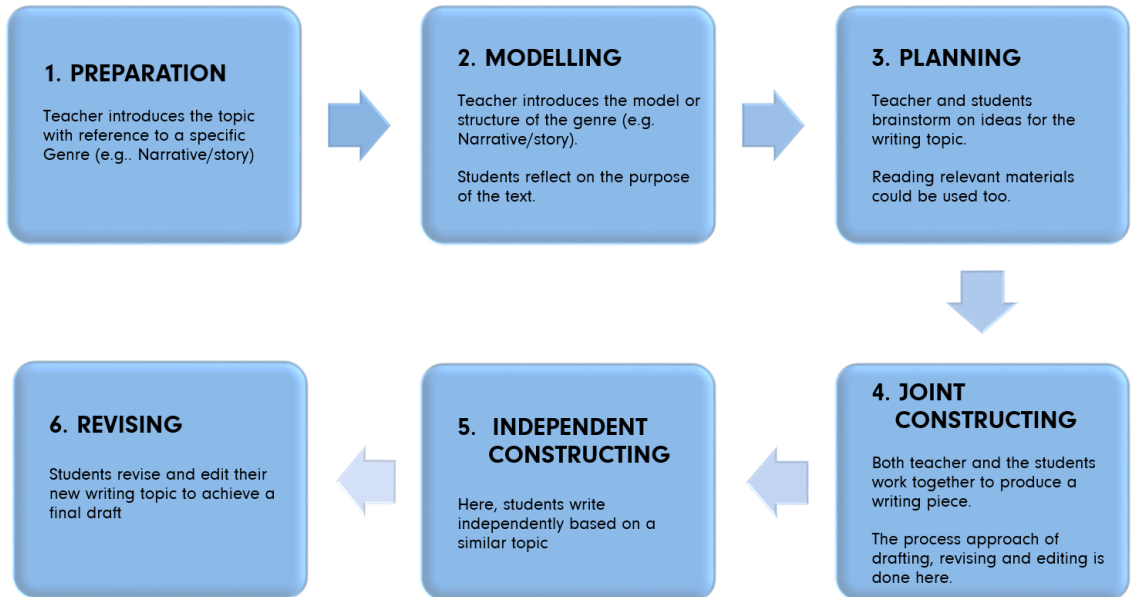 1. PREPARATION
Teacher introduces the topic
with reference to a specific
Genre (e.g.. Narrative/story)
2. MODELLING
Teacher introduces the model or
structure of the genre (e.g.
Narrative/story).
Students reflect on the purpose
of the text.
3. PLANNING
Teacher and students
brainstorm on ideas for the
writing topic.
Reading relevant materials
could be used too.
4. JOINT
CONSTRUCTING
Both teacher and the students
work together to produce a
writing piece.
The process approach of
drafting, revising and editing is
done here.
5. INDEPENDENT
CONSTRUCTING
Here, students write
independently based on a
similar topic
6. REVISING
Students revise and edit their
new writing topic to achieve a
final draft